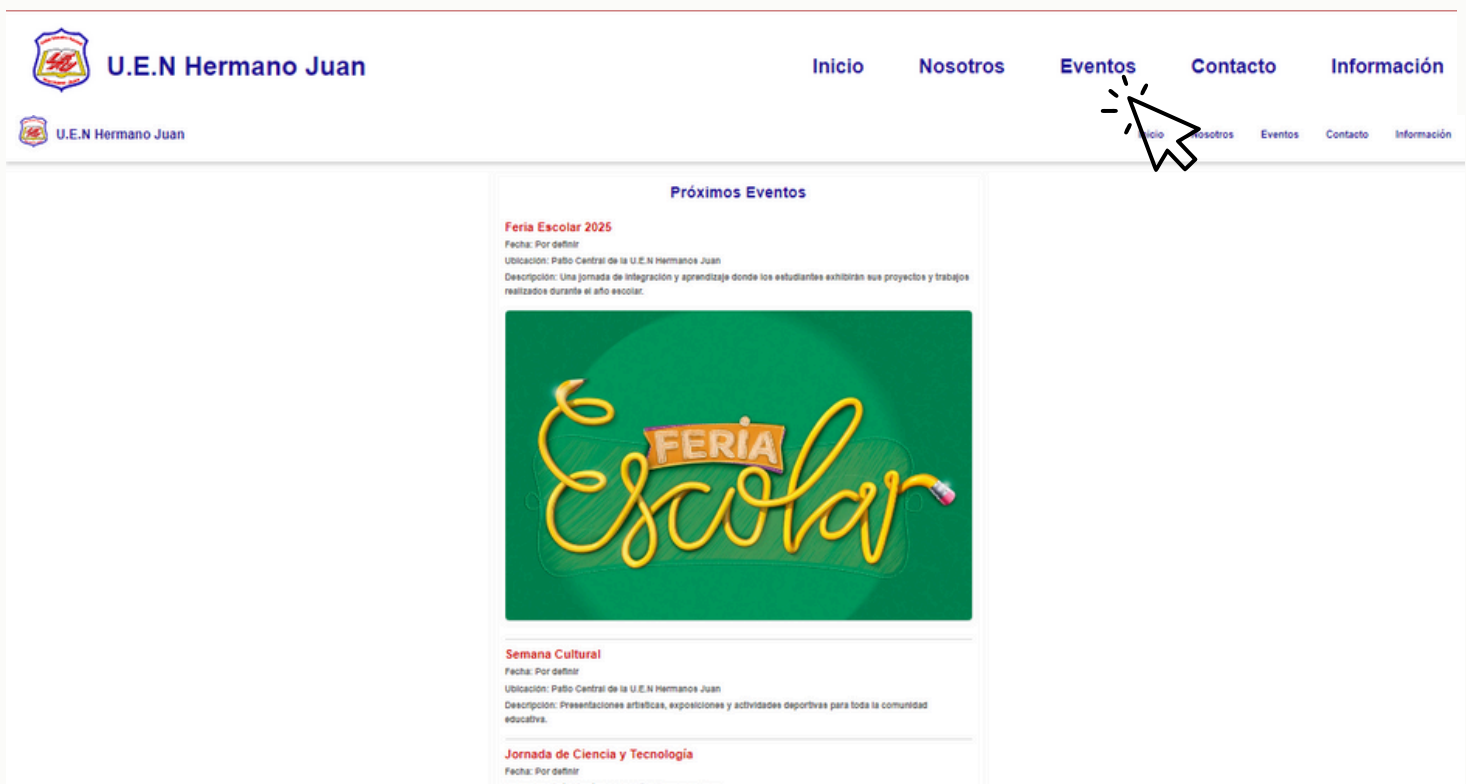 U.E.N Hermano Juan
Inicio Nosotros Eventos Contacto Información
U.E.N Hermano Juan
Inicio Nosotros Eventos Contacto Información
Próximos Eventos
Feria Escolar 2025
Fecha: Por definir
Ubicación: Patio Central de la U.E.N Hermanos Juan
Descripción: Una jornada de integración y aprendizaje donde los estudiantes exhibirán sus proyectos y trabajos
realizados durante el año escolar.
FERIA
Escolar
Semana Cultural
Fecha: Por definir
Ubicación: Patio Central de la U.E.N Hermanos Juan
Descripción: Presentaciones artísticas, exposiciones y actividades deportivas para toda la comunidad
educativa.
Jornada de Ciencia y Tecnología
Fecha: Por definir